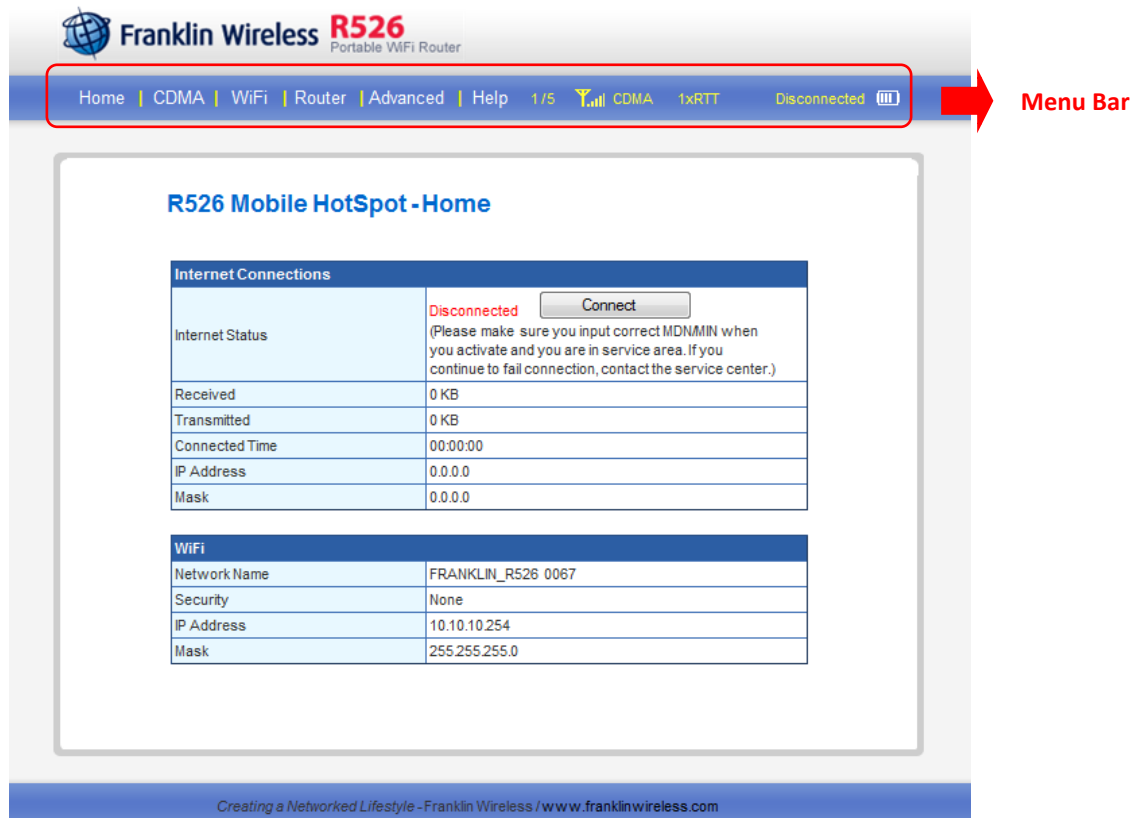 Franklin Wireless R526
Portable WiFi Router
Home | CDMA | WiFi | Router | Advanced | Help 1/5 CDMA 1xRTT Disconnected
Menu Bar
R526 Mobile HotSpot - Home
Internet Connections
Internet Status
Disconnected Connect
(Please make sure you input correct MDN/MIN when
you activate and you are in service area. If you
continue to fail connection, contact the service center.)
Received 0 KB
Transmitted 0 KB
Connected Time 00:00:00
IP Address 0.0.0.0
Mask 0.0.0.0
WiFi
Network Name FRANKLIN_R526 0067
Security None
IP Address 10.10.10.254
Mask 255.255.255.0
Creating a Networked Lifestyle - Franklin Wireless / www.franklinwireless.com